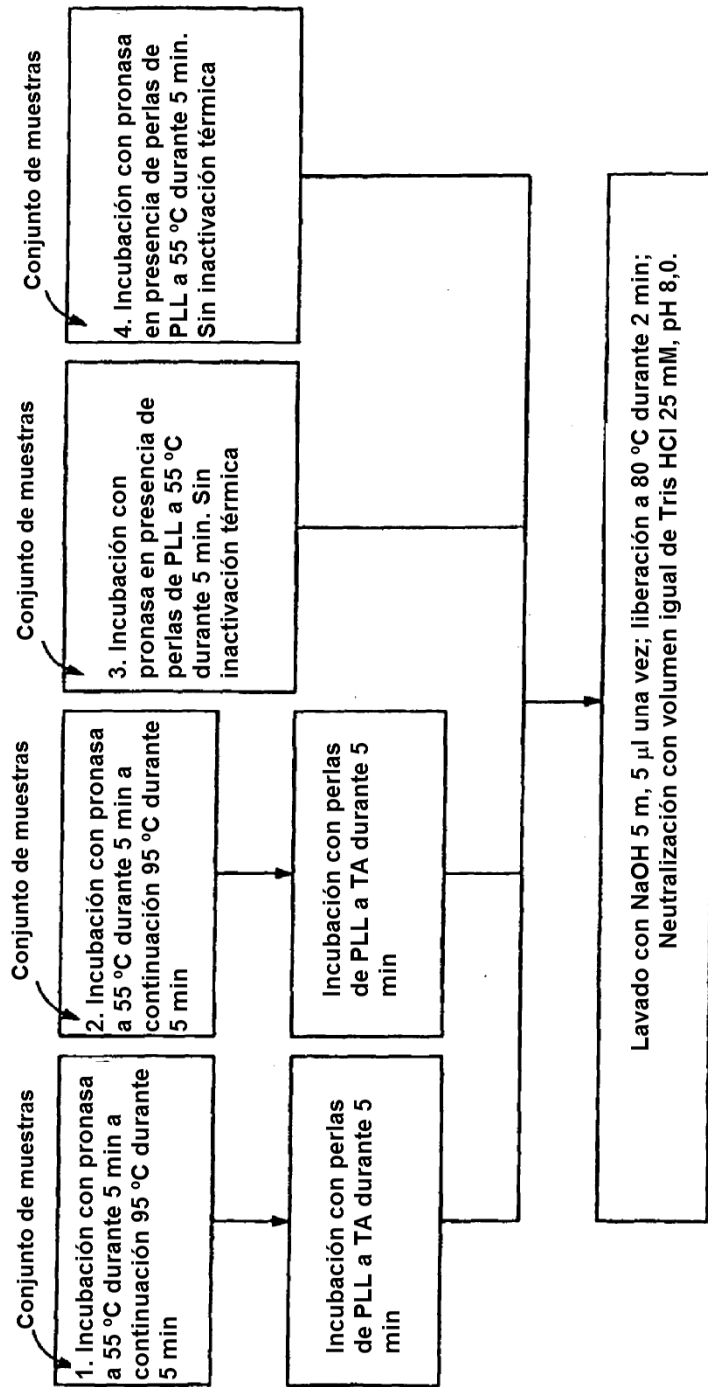 Conjunto de muestras
1. Incubación con pronasa
a 55 ºC durante 5 min a
continuación 95 ºC durante
5 min
Incubación con perlas
de PLL a TA durante 5
min
Conjunto de muestras
2. Incubación con pronasa
a 55 ºC durante 5 min a
continuación 95 ºC durante
5 min
Incubación con perlas
de PLL a TA durante 5
min
Conjunto de muestras
3. Incubación con
pronasa en presencia de
perlas de PLL a 55 ºC
durante 5 min. Sin
inactivación térmica
Conjunto de muestras
4. Incubación con pronasa
en presencia de perlas de
PLL a 55 ºC durante 5 min.
Sin inactivación térmica
Lavado con NaOH 5 m, 5 µl una vez; liberación a 80 ºC durante 2 min;
Neutralización con volumen igual de Tris HCl 25 mM, pH 8,0.